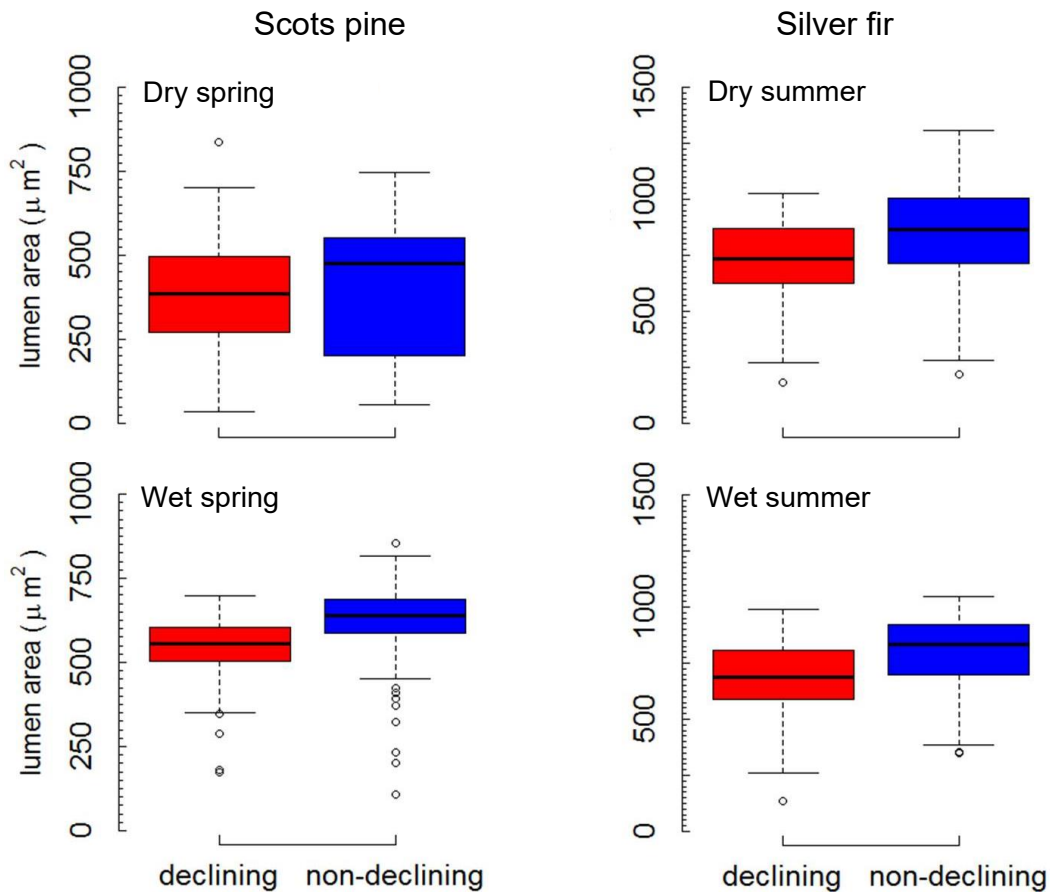 Scots pine
Silver fir
Dry spring
lumen area ( μ m²)
0 250 500 750 1000
Dry summer
0 500 1000 1500
Wet spring
lumen area ( μ m²)
0 250 500 750 1000
declining non-declining
Wet summer
0 500 1000 1500
declining non-declining